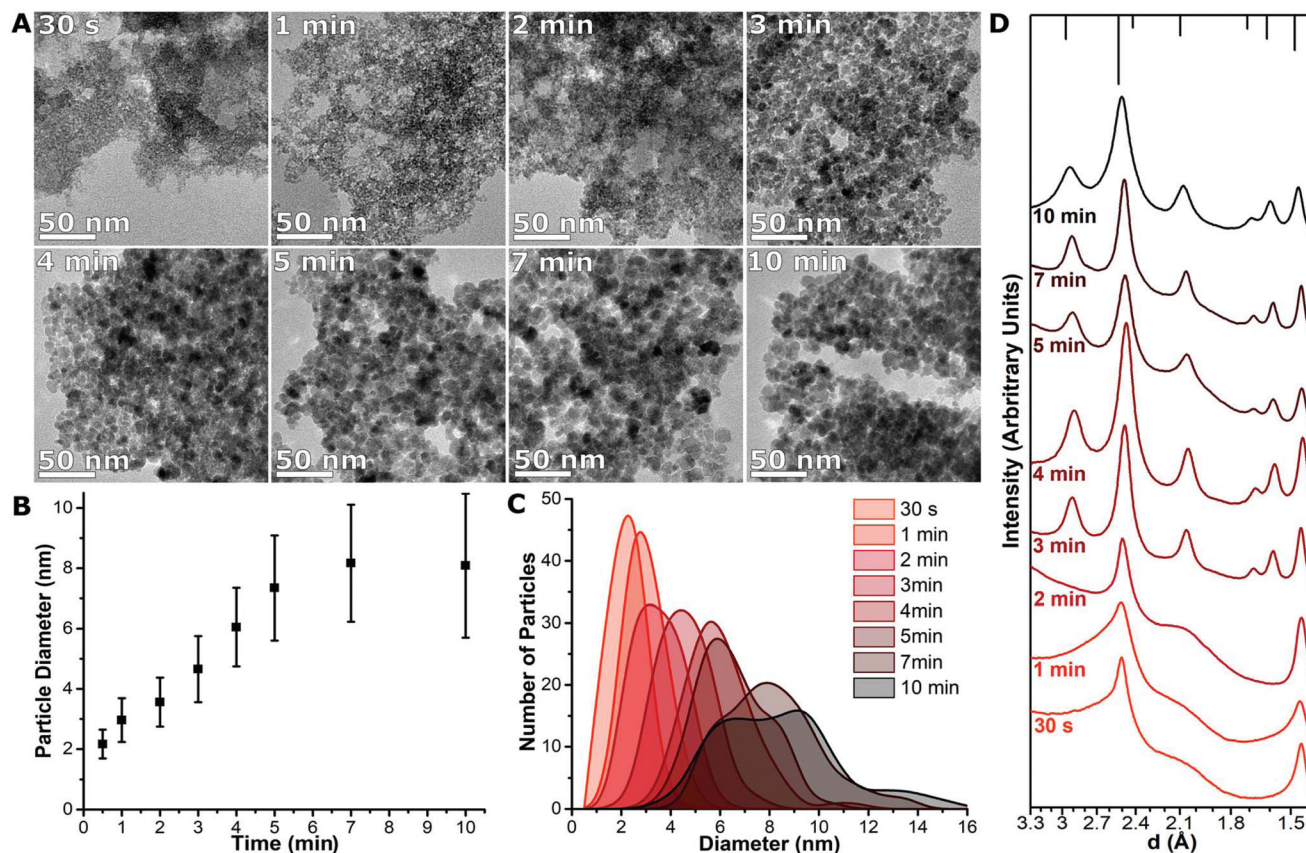 A
30 s
50 nm
1 min
50 nm
2 min
50 nm
3 min
50 nm
4 min
50 nm
5 min
50 nm
7 min
50 nm
10 min
50 nm
B
Particle Diameter (nm)
10
8
6
4
2
0
0 1 2 3 4 5 6 7 8 9 10
Time (min)
C
Number of Particles
50
40
30
20
10
0
0 2 4 6 8 10 12 14 16
Diameter (nm)
30 s
1 min
2 min
3min
4min
5min
7min
10 min
D
Intensity (Arbritrary Units)
10 min
7 min
5 min
4 min
3 min
2 min
1 min
30 s
3.3 3 2.7 2.4 2.1 1.8 1.5
d (Å)